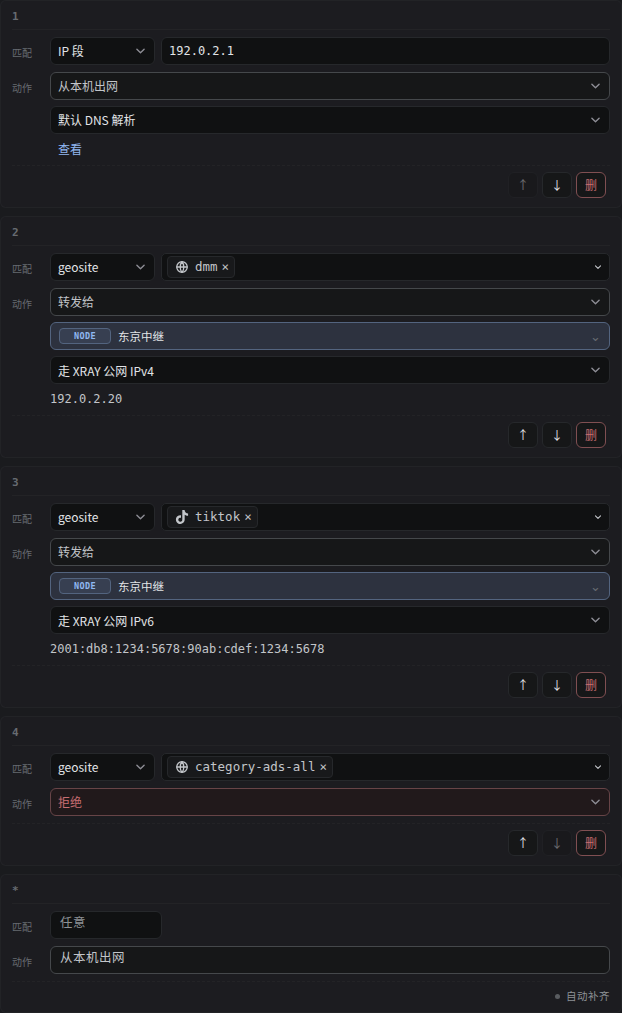 1
匹配 IP 段 192.0.2.1
动作 从本机出网
默认 DNS 解析
查看
↑ ↓ 删
2
匹配 geosite dmm ×
动作 转发给
NODE 东京中继
走 XRAY 公网 IPv4
192.0.2.20
↑ ↓ 删
3
匹配 geosite tiktok ×
动作 转发给
NODE 东京中继
走 XRAY 公网 IPv6
2001:db8:1234:5678:90ab:cdef:1234:5678
↑ ↓ 删
4
匹配 geosite category-ads-all ×
动作 拒绝
↑ ↓ 删
*
匹配 任意
动作 从本机出网
自动补齐